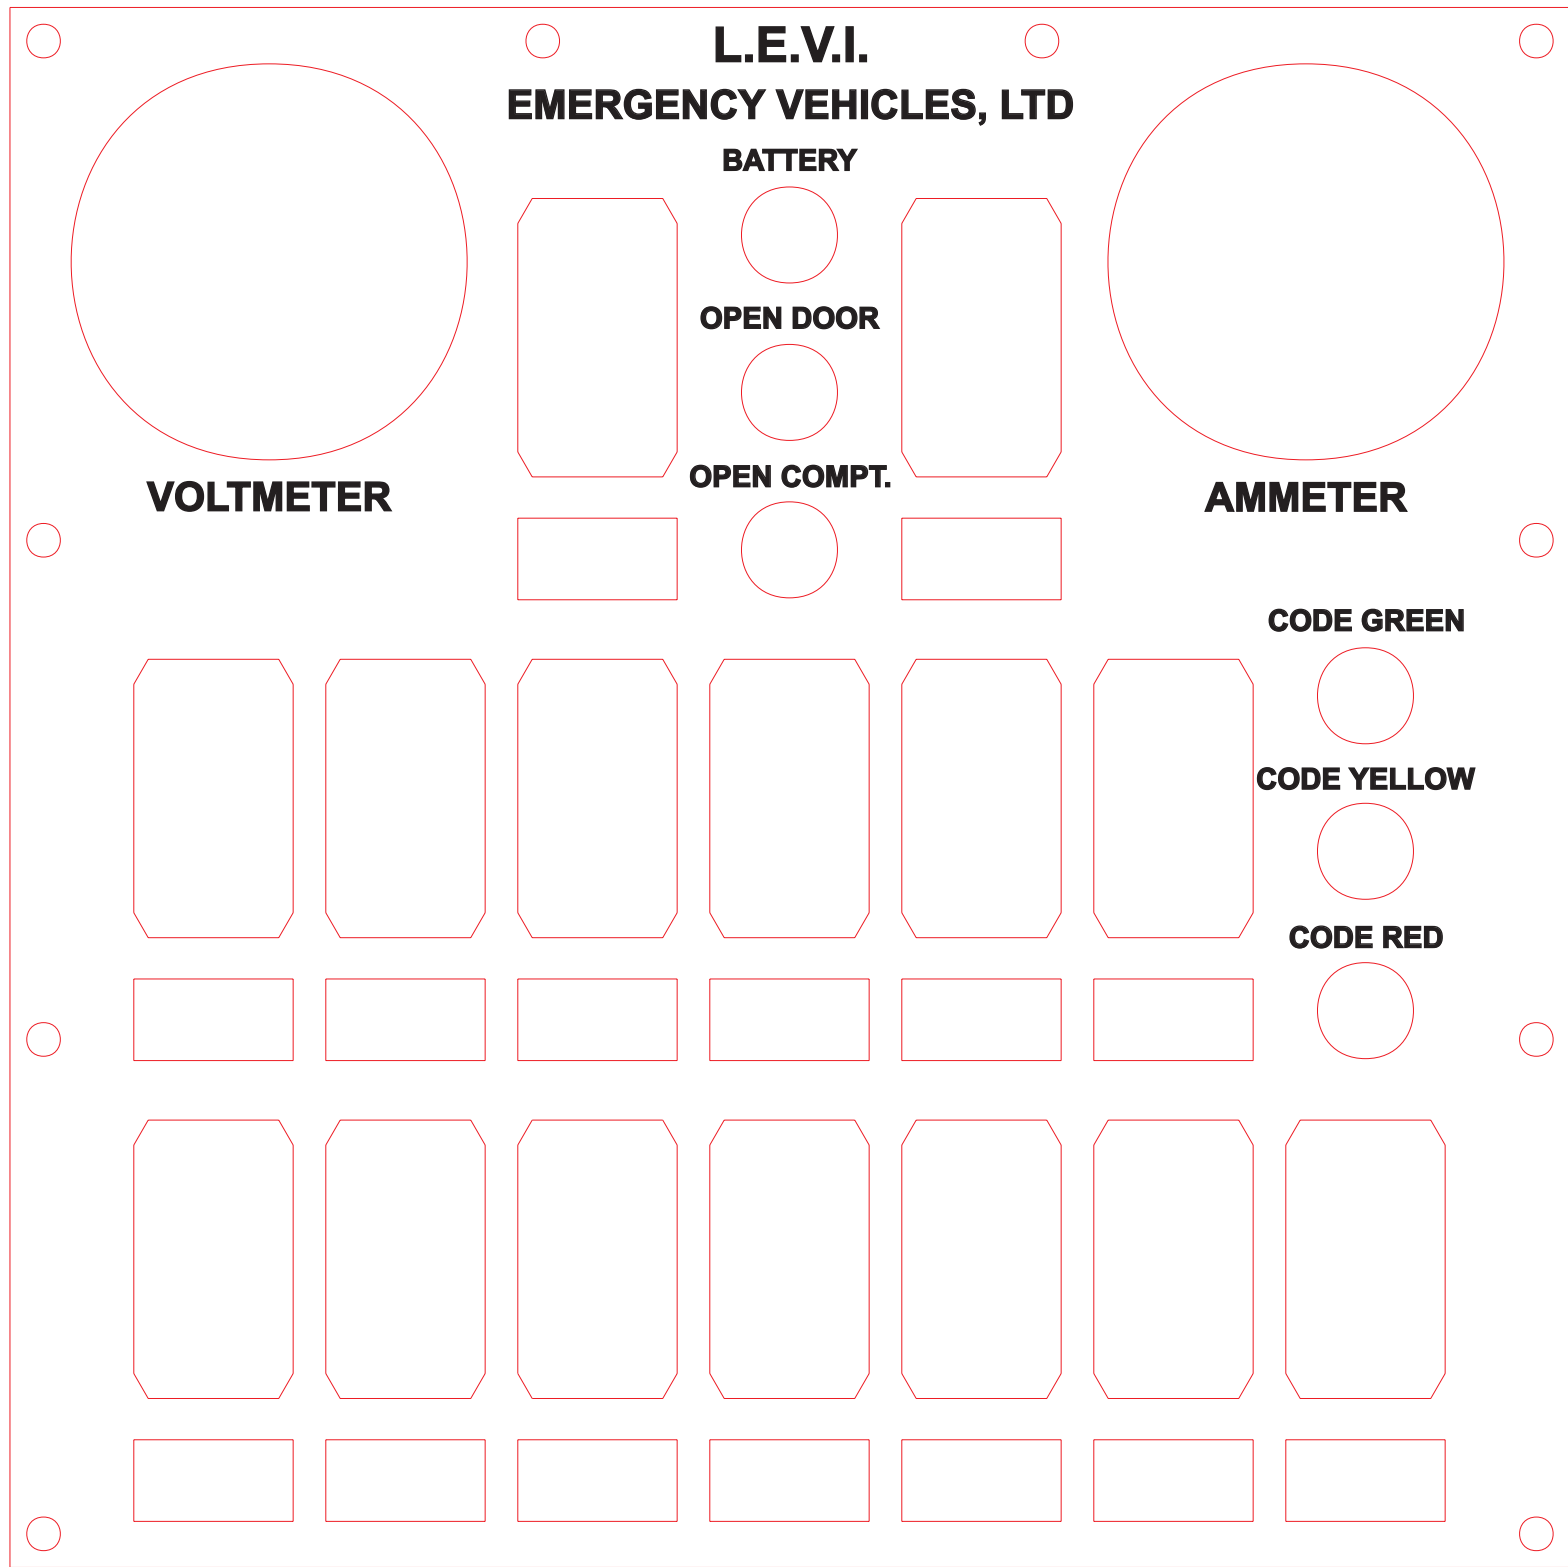 L.E.V.I.
EMERGENCY VEHICLES, LTD
BATTERY
OPEN DOOR
OPEN COMPT.
VOLTMETER
AMMETER
CODE GREEN
CODE YELLOW
CODE RED